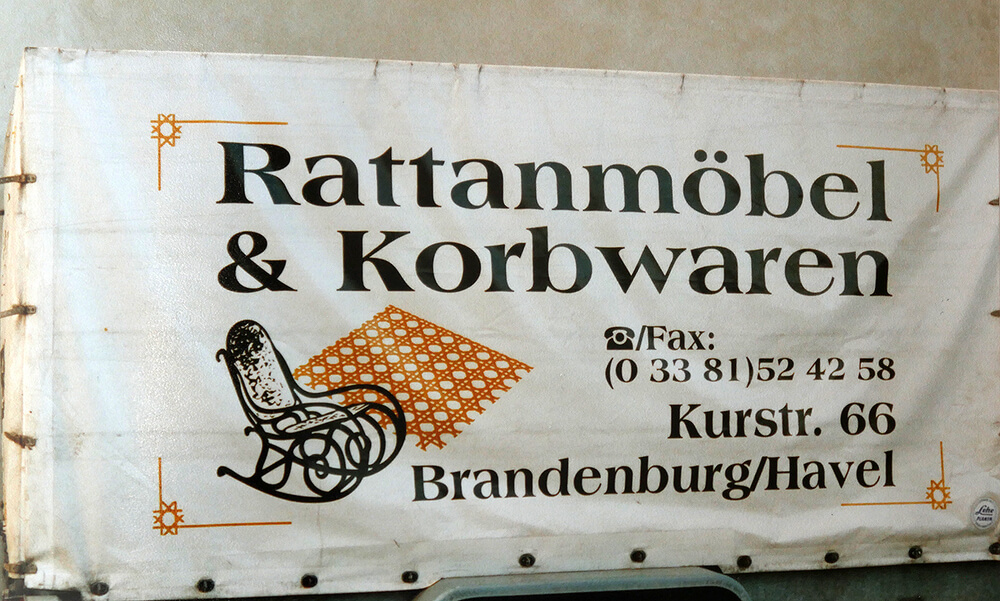 Rattanmöbel
& Korbwaren
☎/Fax:
(0 33 81)52 42 58
Kurstr. 66
Brandenburg/Havel